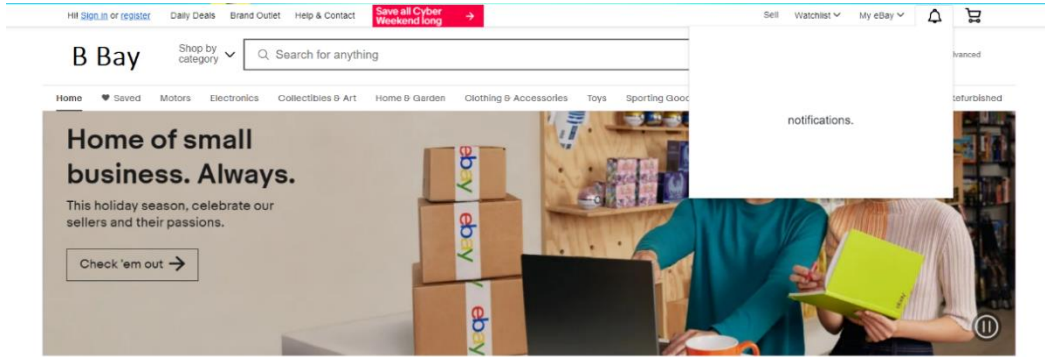 Hi! Sign in or register Daily Deals Brand Outlet Help & Contact Save all Cyber Weekend long → Sell Watchlist My eBay
B Bay Shop by category Search for anything
Home Saved Motors Electronics Collectibles & Art Home & Garden Clothing & Accessories Toys Sporting
notifications.
Home of small
business. Always.
This holiday season, celebrate our
sellers and their passions.
Check 'em out →
ebay
ebay
ebay
ebay